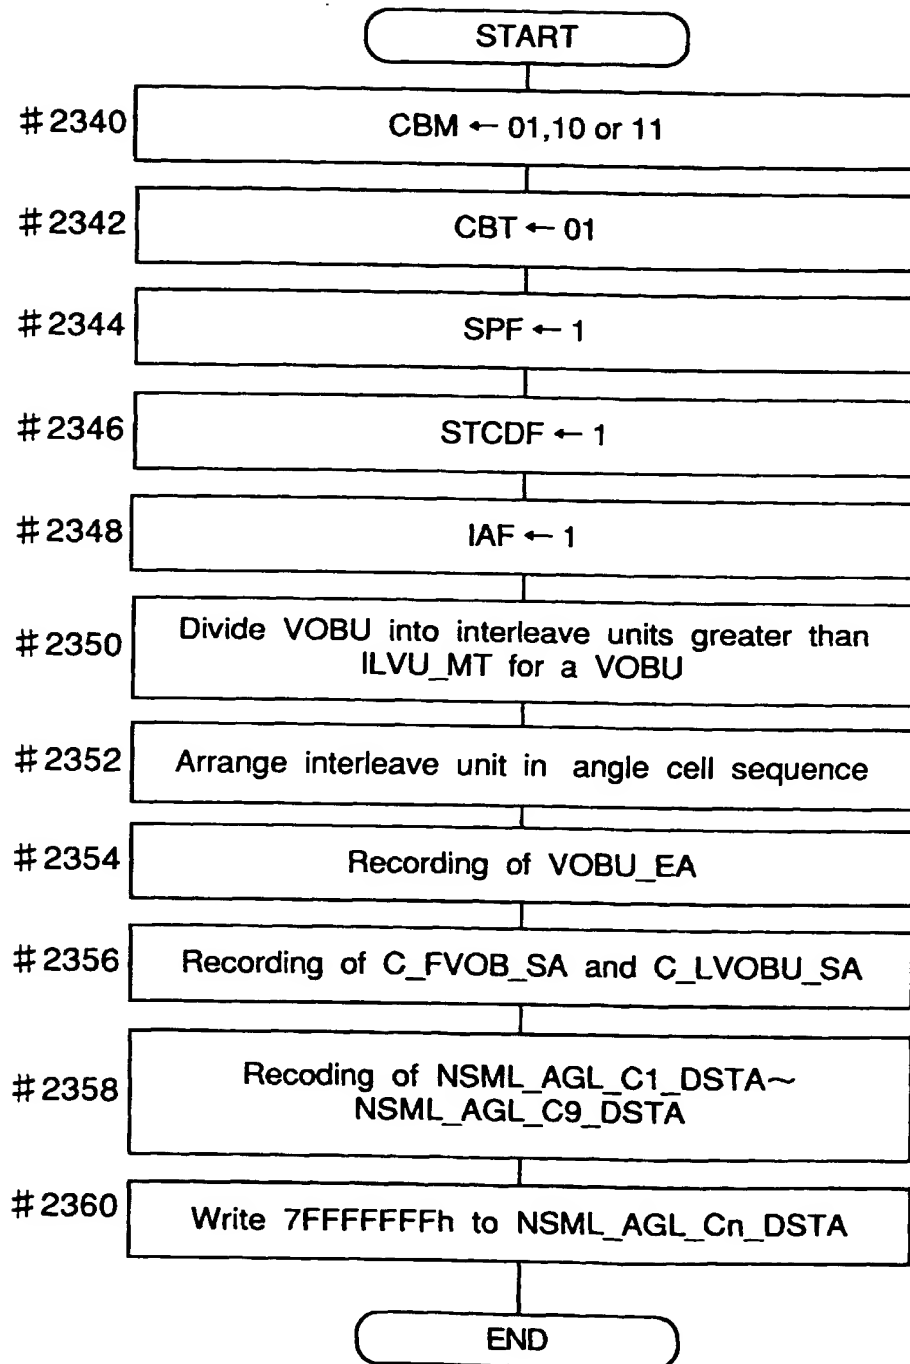 START
#2340
CBM ← 01,10 or 11
#2342
CBT ← 01
#2344
SPF ← 1
#2346
STCDF ← 1
#2348
IAF ← 1
#2350
Divide VOBU into interleave units greater than
ILVU_MT for a VOBU
#2352
Arrange interleave unit in angle cell sequence
#2354
Recording of VOBU_EA
#2356
Recording of C_FVOB_SA and C_LVOBU_SA
#2358
Recoding of NSML_AGL_C1_DSTA~
NSML_AGL_C9_DSTA
#2360
Write 7FFFFFFFh to NSML_AGL_Cn_DSTA
END